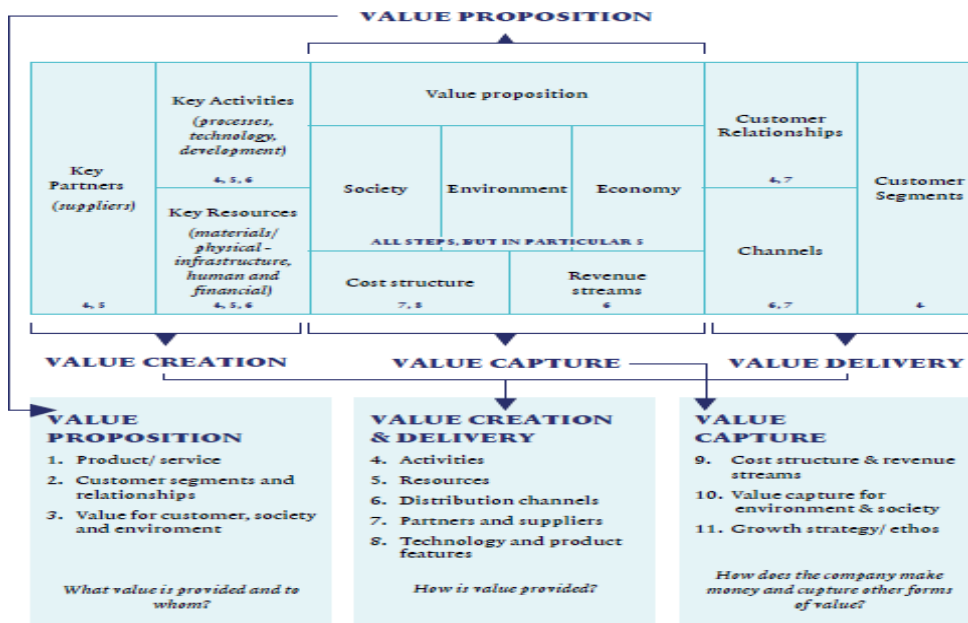 VALUE PROPOSITION
Key
Partners
(suppliers)
4, 5
Key Activities
(processes,
technology,
development)
4, 5, 6
Key Resources
(materials/
physical -
infrastructure,
human and
financial)
4, 5, 6
Value proposition
Society
Environment
Economy
ALL STEPS, BUT IN PARTICULAR 5
Cost structure
7, 8
Revenue
streams
6
Customer
Relationships
4, 7
Channels
6, 7
Customer
Segments
4
VALUE CREATION
VALUE CAPTURE
VALUE DELIVERY
VALUE
PROPOSITION
1. Product/ service
2. Customer segments and
relationships
3. Value for customer, society
and enviroment
What value is provided and to
whom?
VALUE CREATION
& DELIVERY
4. Activities
5. Resources
6. Distribution channels
7. Partners and suppliers
8. Technology and product
features
How is value provided?
VALUE
CAPTURE
9. Cost structure & revenue
streams
10. Value capture for
environment & society
11. Growth strategy/ ethos
How does the company make
money and capture other forms
of value?